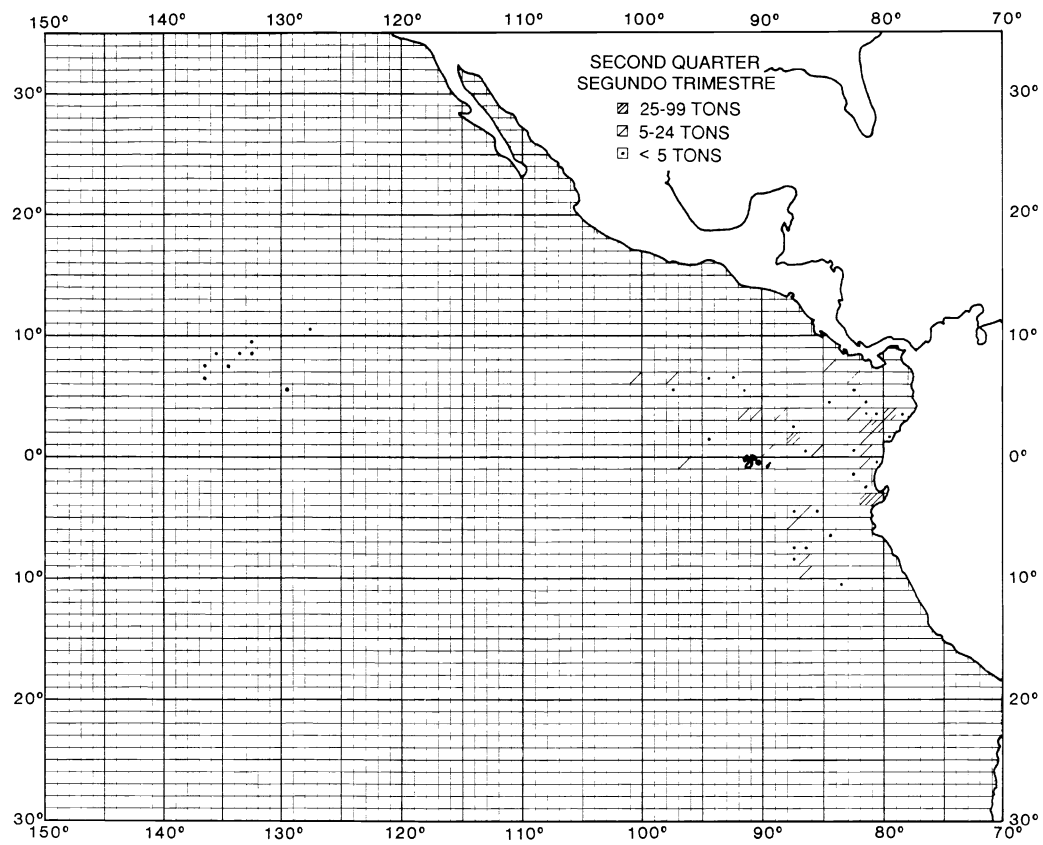 150° 140° 130° 120° 110° 100° 90° 80° 70°
SECOND QUARTER
SEGUNDO TRIMESTRE
25-99 TONS
5-24 TONS
< 5 TONS
30° 30°
20° 20°
10° 10°
0° 0°
10° 10°
20° 20°
30° 30°
150° 140° 130° 120° 110° 100° 90° 80° 70°